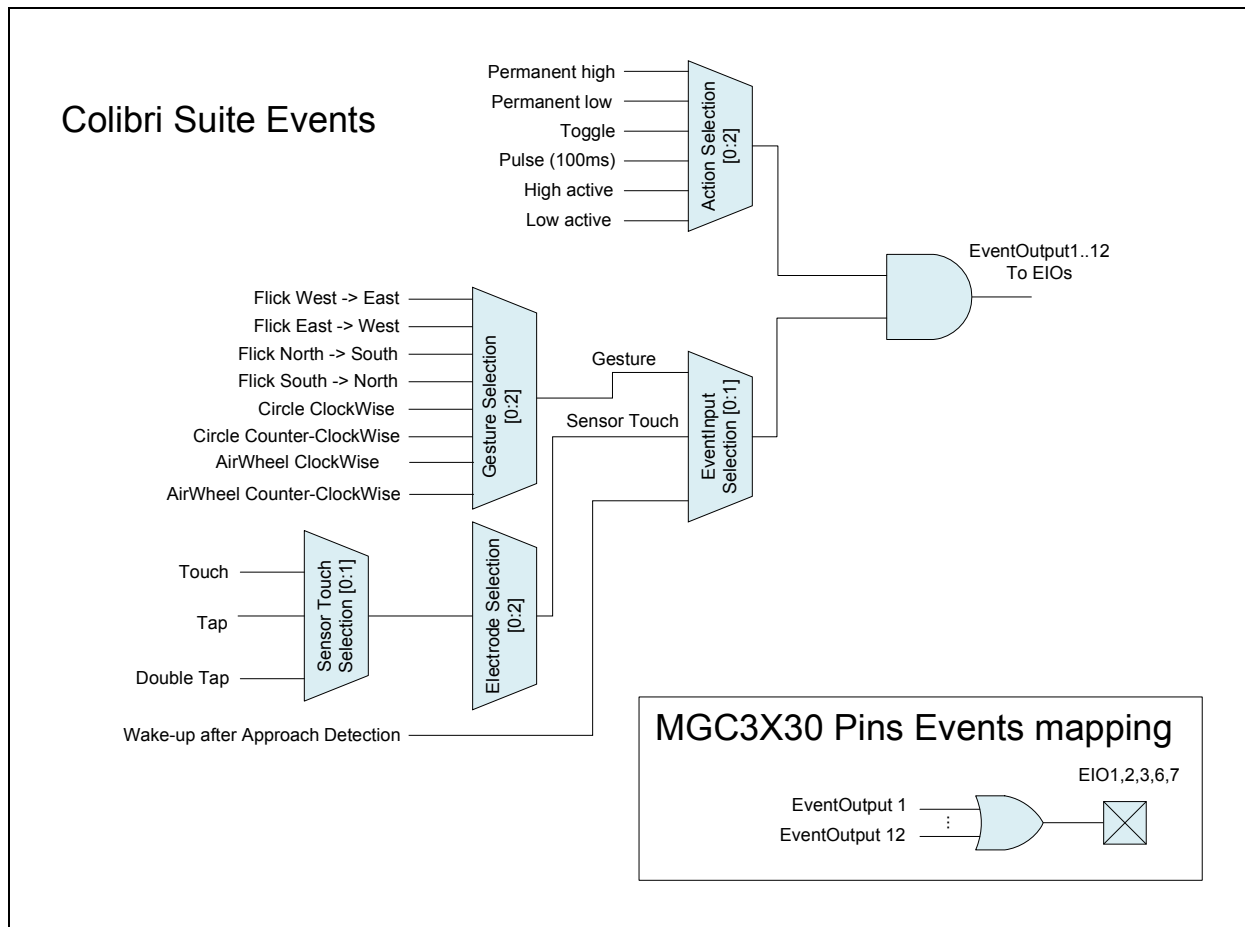 Colibri Suite Events
Permanent high
Permanent low
Toggle
Pulse (100ms)
High active
Low active
Action Selection
[0:2]
EventOutput1..12
To EIOs
Flick West -> East
Flick East -> West
Flick North -> South
Flick South -> North
Circle ClockWise
Circle Counter-ClockWise
AirWheel ClockWise
AirWheel Counter-ClockWise
Gesture Selection
[0:2]
Gesture
Sensor Touch
EventInput
Selection [0:1]
Touch
Tap
Double Tap
Sensor Touch
Selection [0:1]
Electrode Selection
[0:2]
Wake-up after Approach Detection
MGC3X30 Pins Events mapping
EIO1,2,3,6,7
EventOutput 1
...
EventOutput 12